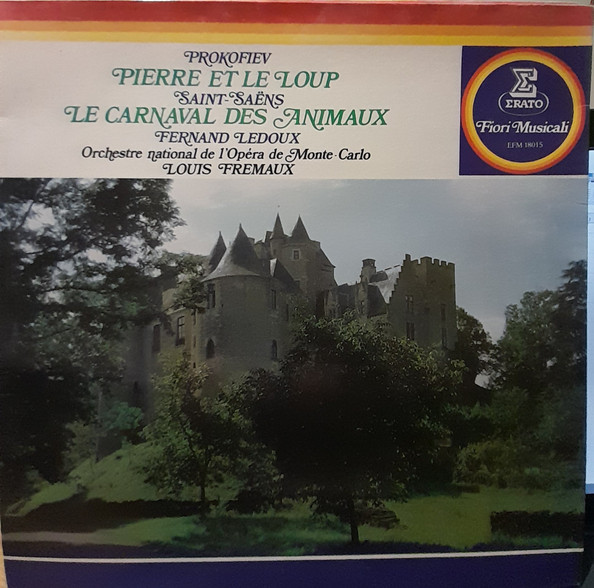 PROKOFIEV
PIERRE ET LE LOUP
SAINT-SAËNS
LE CARNAVAL DES ANIMAUX
FERNAND LEDOUX
Orchestre national de l'Opéra de Monte-Carlo
LOUIS FREMAUX
ERATO
Fiori Musicali
EFM 18015